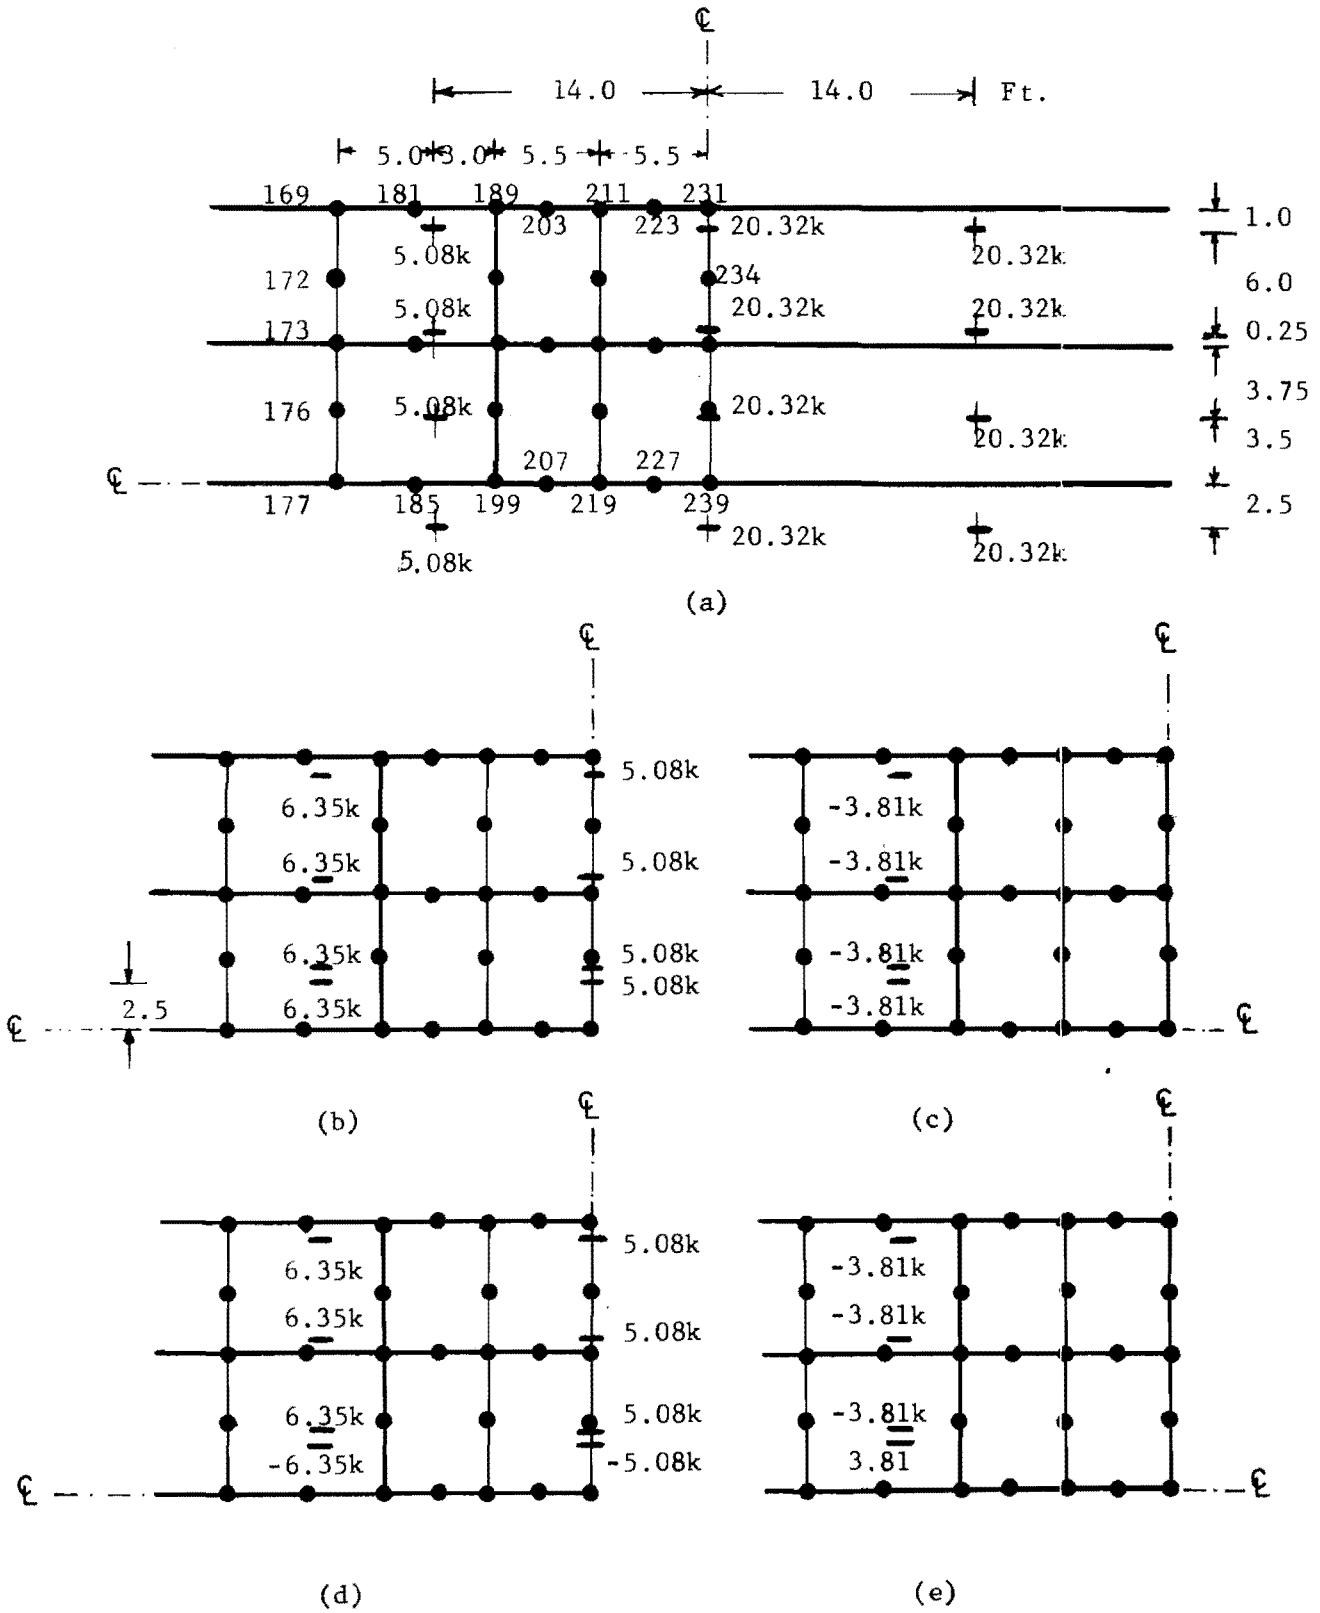 ℄
14.0 14.0 Ft.
5.0 3.0 5.5 5.5
169 181 189 211 231
203 223 20.32k 1.0
5.08k 20.32k
172 234 6.0
5.08k 20.32k 20.32k
173 0.25
176 5.08k 20.32k 3.75
20.32k 3.5
207 227
℄
177 185 199 219 239 2.5
20.32k 20.32k
5.08k
(a)
℄ ℄
5.08k
6.35k -3.81k
6.35k 5.08k -3.81k
6.35k 5.08k -3.81k
5.08k
2.5 6.35k -3.81k
℄ ℄
(b) (c)
℄ ℄
5.08k
6.35k -3.81k
6.35k 5.08k -3.81k
6.35k 5.08k -3.81k
-6.35k -5.08k 3.81
℄ ℄
(d) (e)